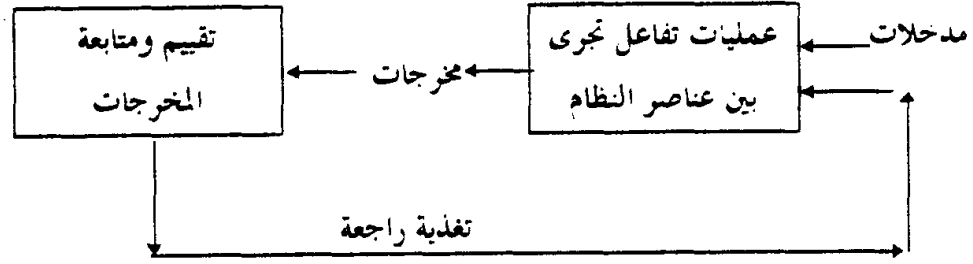 مدخلات
عمليات تفاعل تجرى
بين عناصر النظام
مخرجات
تقييم ومتابعة
المخرجات
تغذية راجعة